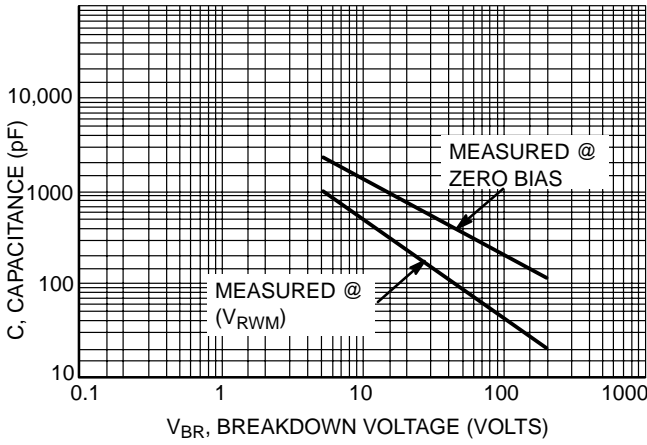 10,000
1000
100
10
C, CAPACITANCE (pF)
MEASURED @
ZERO BIAS
MEASURED @
(VRWM)
0.1
1
10
100
1000
VBR, BREAKDOWN VOLTAGE (VOLTS)